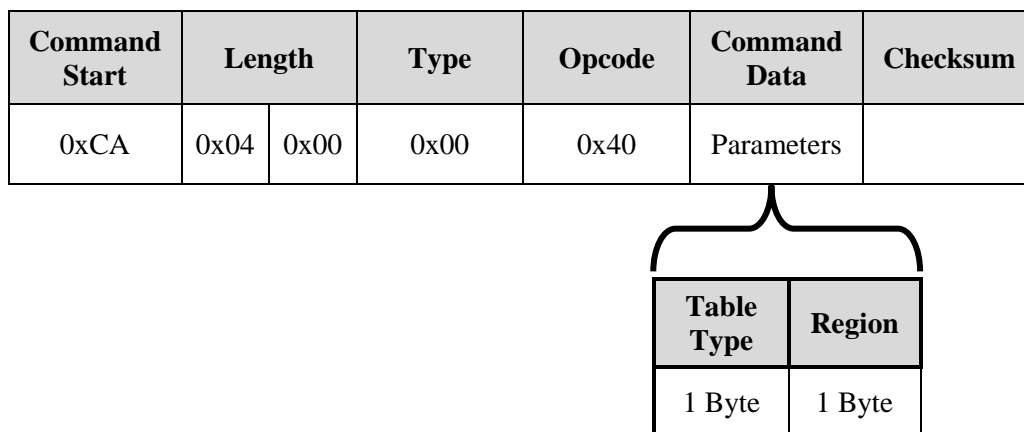 Command Start Length Type Opcode Command Data Checksum
0xCA 0x04 0x00 0x00 0x40 Parameters
Table Type Region
1 Byte 1 Byte